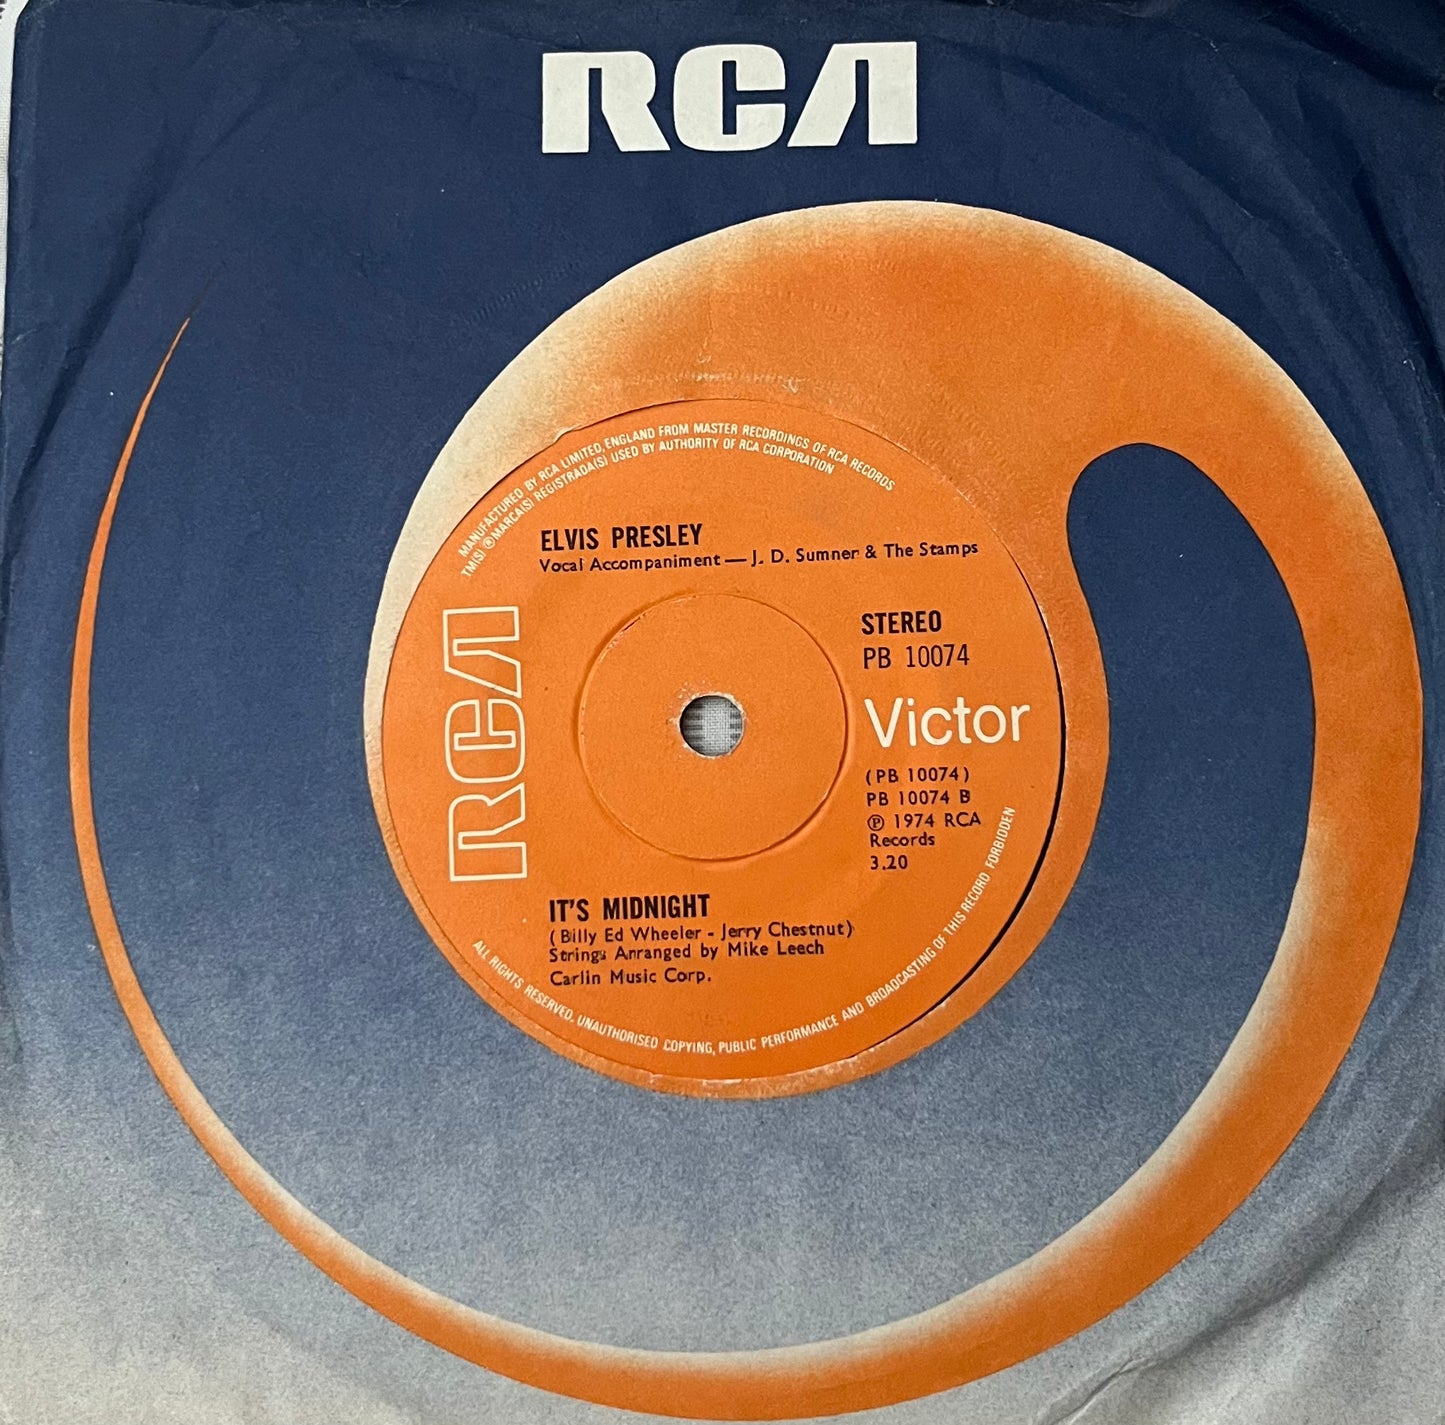 RCA
MANUFACTURED BY RCA LIMITED, ENGLAND FROM MASTER RECORDINGS OF RCA RECORDS
TM(S) ® MARCA(S) REGISTRADA(S) USED BY AUTHORITY OF RCA CORPORATION
ELVIS PRESLEY
Vocal Accompaniment — J. D. Sumner & The Stamps
STEREO
PB 10074
RCA
Victor
(PB 10074)
PB 10074 B
℗ 1974 RCA
Records
3.20
IT'S MIDNIGHT
(Billy Ed Wheeler - Jerry Chestnut)
Strings Arranged by Mike Leech
Carlin Music Corp.
ALL RIGHTS RESERVED. UNAUTHORISED COPYING, PUBLIC PERFORMANCE AND BROADCASTING OF THIS RECORD FORBIDDEN